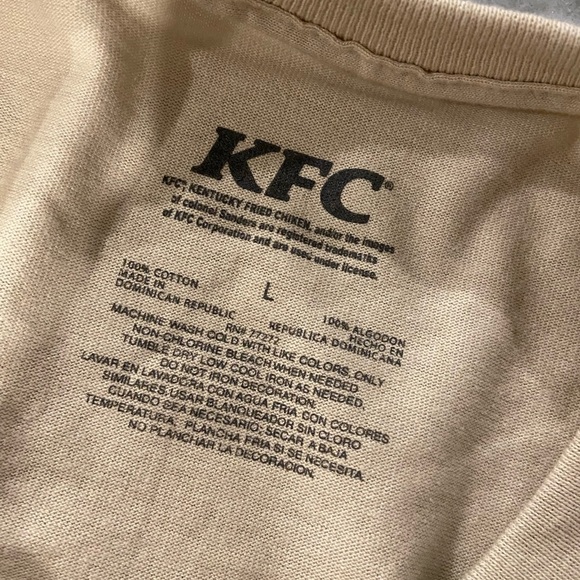 KFC®
KFC®, KENTUCKY FRIED CHIKEN, and/or the images
of colonel Sanders are registered trademarks
of KFC Corporation and are used under license.
L
100% COTTON
MADE IN
DOMINICAN REPUBLIC
100% ALGODON
HECHO EN
REPUBLICA DOMINICANA
RN# 77272
MACHINE WASH COLD WITH LIKE COLORS, ONLY
NON-CHLORINE BLEACH WHEN NEEDED.
TUMBLE DRY LOW COOL IRON AS NEEDED.
DO NOT IRON DECORATION.
LAVAR EN LAVADORA CON AGUA FRIA CON COLORES
SIMILARES USAR BLANQUEADOR SIN CLORO
CUANDO SEA NECESARIO. SECAR A BAJA
TEMPERATURA. PLANCHA FRIA SI SE NECESITA.
NO PLANCHAR LA DECORACION.